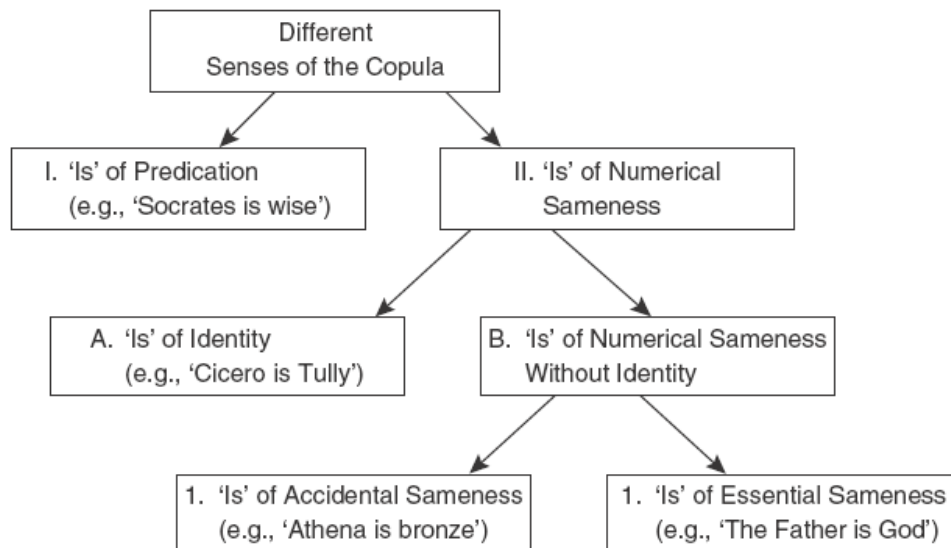 Different
Senses of the Copula
I. ‘Is’ of Predication
(e.g., ‘Socrates is wise’)
II. ‘Is’ of Numerical
Sameness
A. ‘Is’ of Identity
(e.g., ‘Cicero is Tully’)
B. ‘Is’ of Numerical Sameness
Without Identity
1. ‘Is’ of Accidental Sameness
(e.g., ‘Athena is bronze’)
1. ‘Is’ of Essential Sameness
(e.g., ‘The Father is God’)